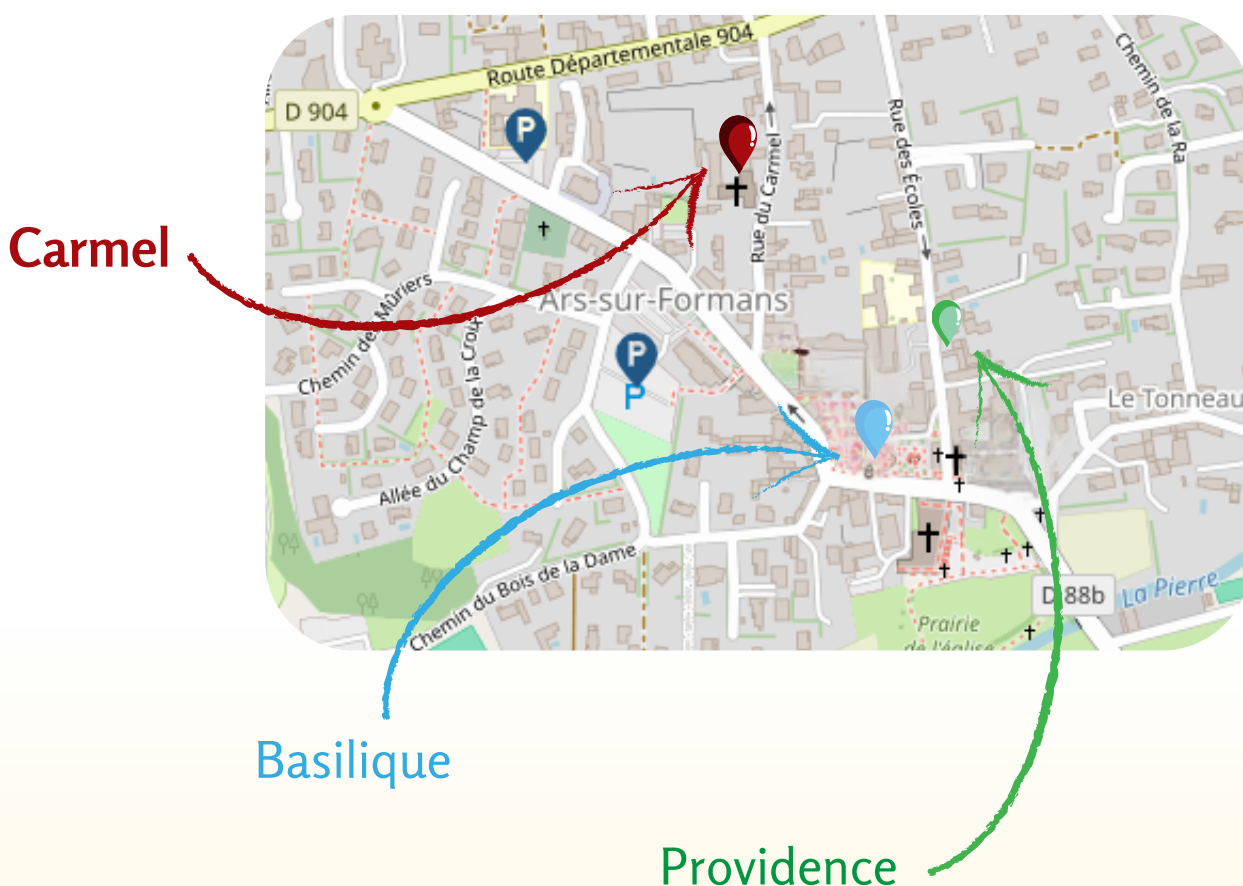 Route Départementale 904
D 904
P
Chemin de la Ra
Rue des Écoles
Rue du Carmel
Carmel
Chemin des Mûriers
Ars-sur-Formans
P
P
Allée du Champ de la Croix
Le Tonneau
Chemin du Bois de la Dame
D 88b
La Pierre
Prairie
de l'église
Basilique
Providence